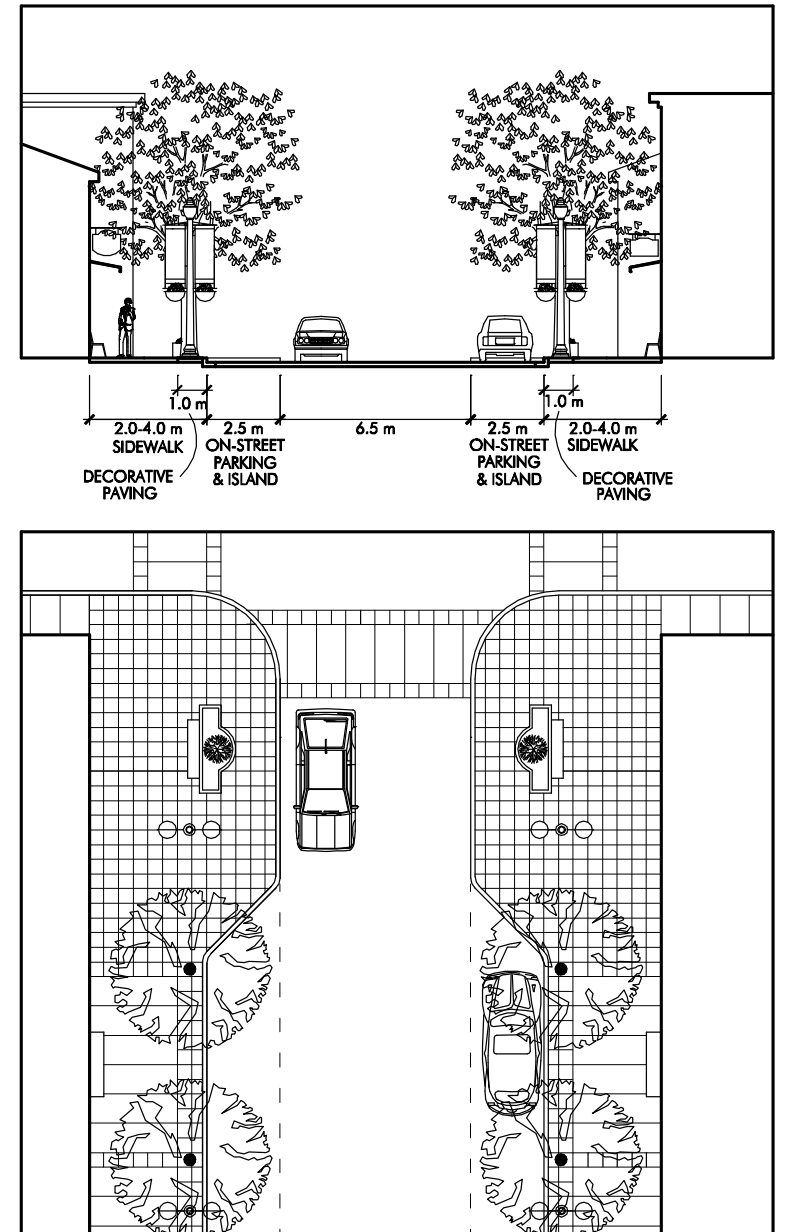 1.0 m
1.0 m
2.0-4.0 m
SIDEWALK
2.5 m
ON-STREET
PARKING
& ISLAND
6.5 m
2.5 m
ON-STREET
PARKING
& ISLAND
2.0-4.0 m
SIDEWALK
DECORATIVE
PAVING
DECORATIVE
PAVING